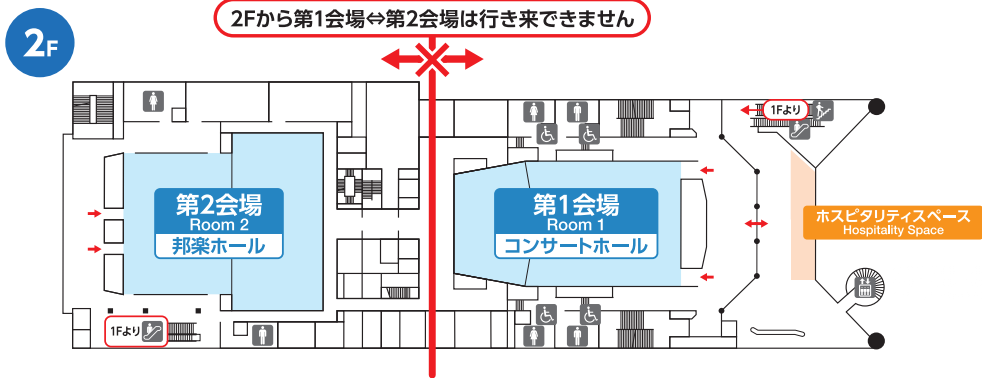 2Fから第1会場⇔第2会場は行き来できません
2F
1Fより
第2会場
Room 2
邦楽ホール
第1会場
Room 1
コンサートホール
ホスピタリティスペース
Hospitality Space
1Fより